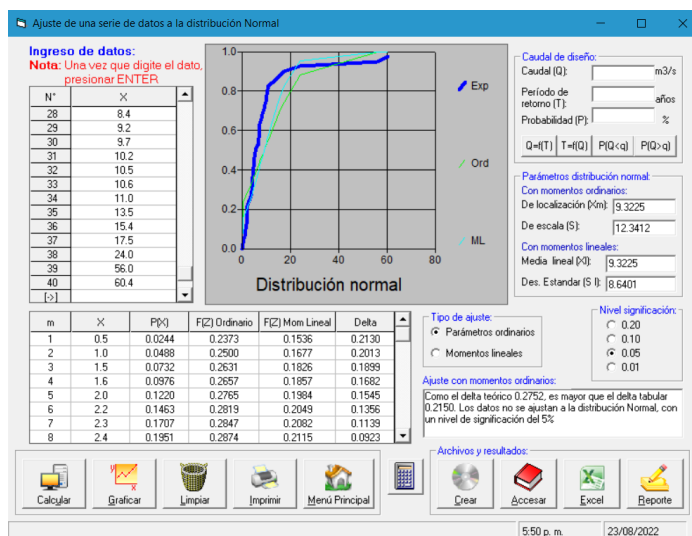 Ajuste de una serie de datos a la distribución Normal
Ingreso de datos:
Nota: Una vez que digite el dato,
presionar ENTER
N° X
28 8.4
29 9.2
30 9.7
31 10.2
32 10.5
33 10.6
34 11.0
35 13.5
36 15.4
37 17.5
38 24.0
39 56.0
40 60.4
[->]
1.0
0.8
0.6
0.4
0.2
0.0
0 20 40 60 80
Distribución normal
Exp
Ord
ML
Caudal de diseño:
Caudal (Q): m3/s
Período de
retorno (T): años
Probabilidad (P): %
Q=f(T) T=f(Q) P(Q<q) P(Q>q)
Parámetros distribución normal:
Con momentos ordinarios:
De localización (Xm): 9.3225
De escala (S): 12.3412
Con momentos lineales:
Media lineal (Xl): 9.3225
Des. Estandar (S l): 8.6401
m X P(X) F(Z) Ordinario F(Z) Mom Lineal Delta
1 0.5 0.0244 0.2373 0.1536 0.2130
2 1.0 0.0488 0.2500 0.1677 0.2013
3 1.5 0.0732 0.2631 0.1826 0.1899
4 1.6 0.0976 0.2657 0.1857 0.1682
5 2.0 0.1220 0.2765 0.1984 0.1545
6 2.2 0.1463 0.2819 0.2049 0.1356
7 2.3 0.1707 0.2847 0.2082 0.1139
8 2.4 0.1951 0.2874 0.2115 0.0923
Tipo de ajuste:
Parámetros ordinarios
Momentos lineales
Nivel significación:
0.20
0.10
0.05
0.01
Ajuste con momentos ordinarios:
Como el delta teórico 0.2752, es mayor que el delta tabular
0.2150. Los datos no se ajustan a la distribución Normal, con
un nivel de significación del 5%
Calcular Graficar Limpiar Imprimir Menú Principal
Archivos y resultados:
Crear Accesar Excel Reporte
5:50 p. m. 23/08/2022